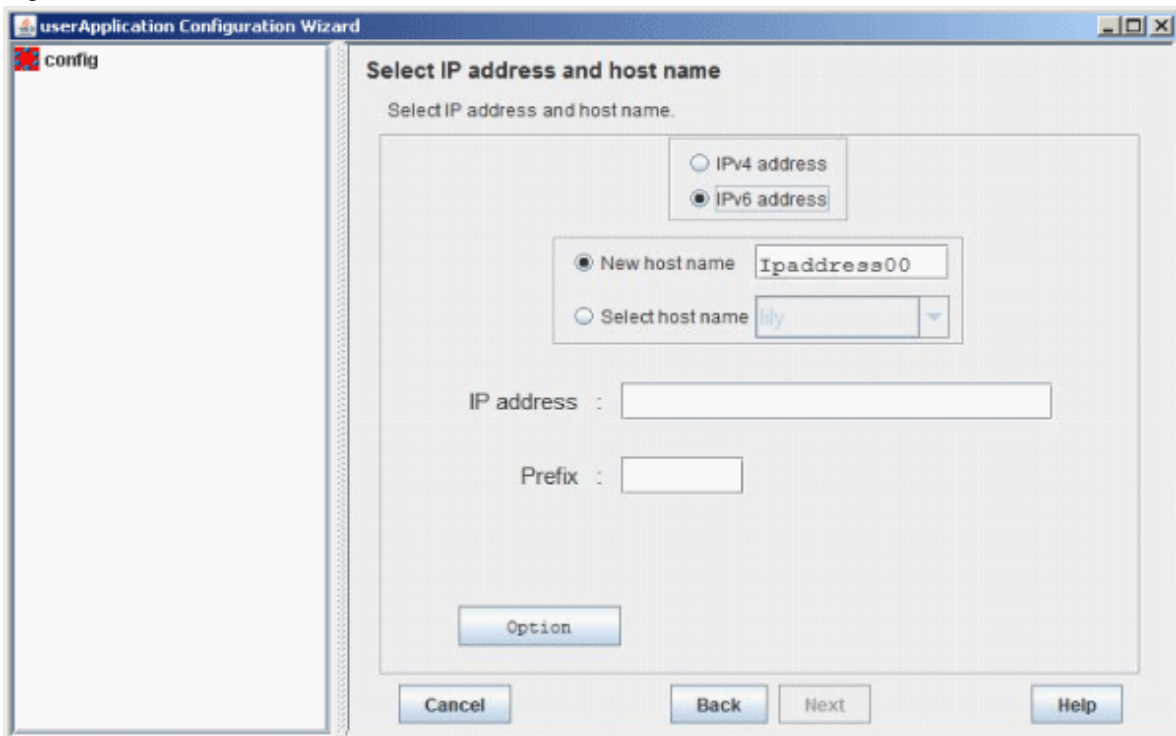 userApplication Configuration Wizard
config
Select IP address and host name
Select IP address and host name.
IPv4 address
IPv6 address
New host name Ipaddress00
Select host name lily
IP address :
Prefix :
Option
Cancel Back Next Help